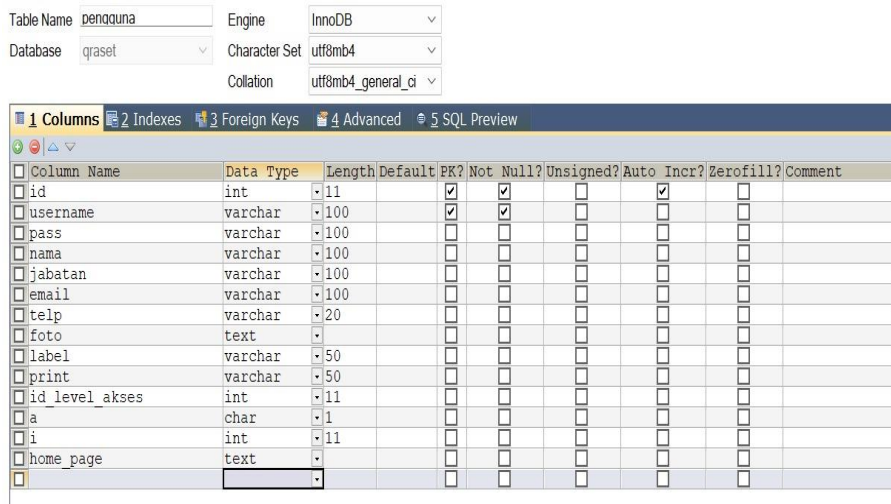 Table Name pengguna Engine InnoDB
Database qraset Character Set utf8mb4
Collation utf8mb4_general_ci
1 Columns 2 Indexes 3 Foreign Keys 4 Advanced 5 SQL Preview
Column Name Data Type Length Default PK? Not Null? Unsigned? Auto Incr? Zerofill? Comment
id int 11
username varchar 100
pass varchar 100
nama varchar 100
jabatan varchar 100
email varchar 100
telp varchar 20
foto text
label varchar 50
print varchar 50
id_level_akses int 11
a char 1
i int 11
home_page text